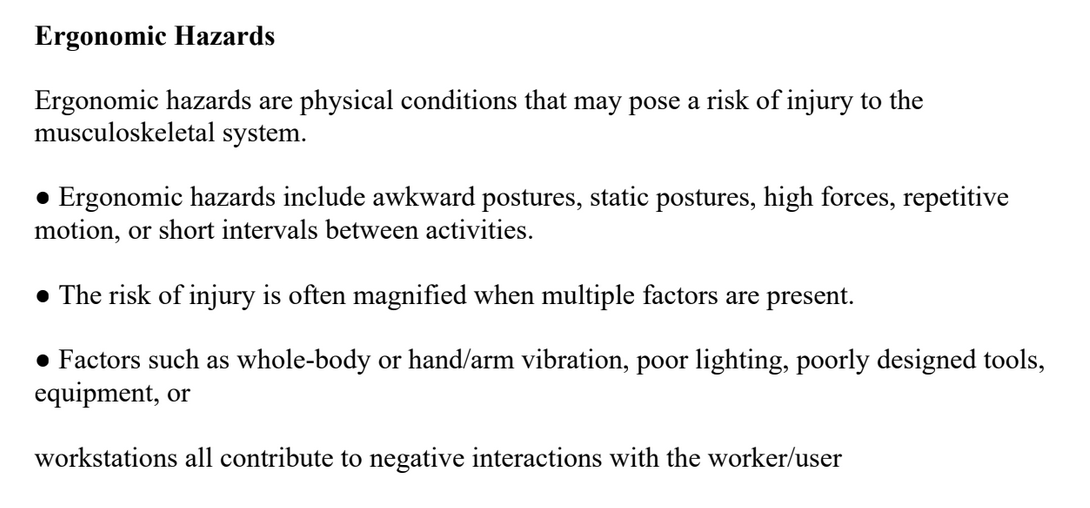 Ergonomic Hazards
Ergonomic hazards are physical conditions that may pose a risk of injury to the
musculoskeletal system.
● Ergonomic hazards include awkward postures, static postures, high forces, repetitive
motion, or short intervals between activities.
● The risk of injury is often magnified when multiple factors are present.
● Factors such as whole-body or hand/arm vibration, poor lighting, poorly designed tools,
equipment, or
workstations all contribute to negative interactions with the worker/user